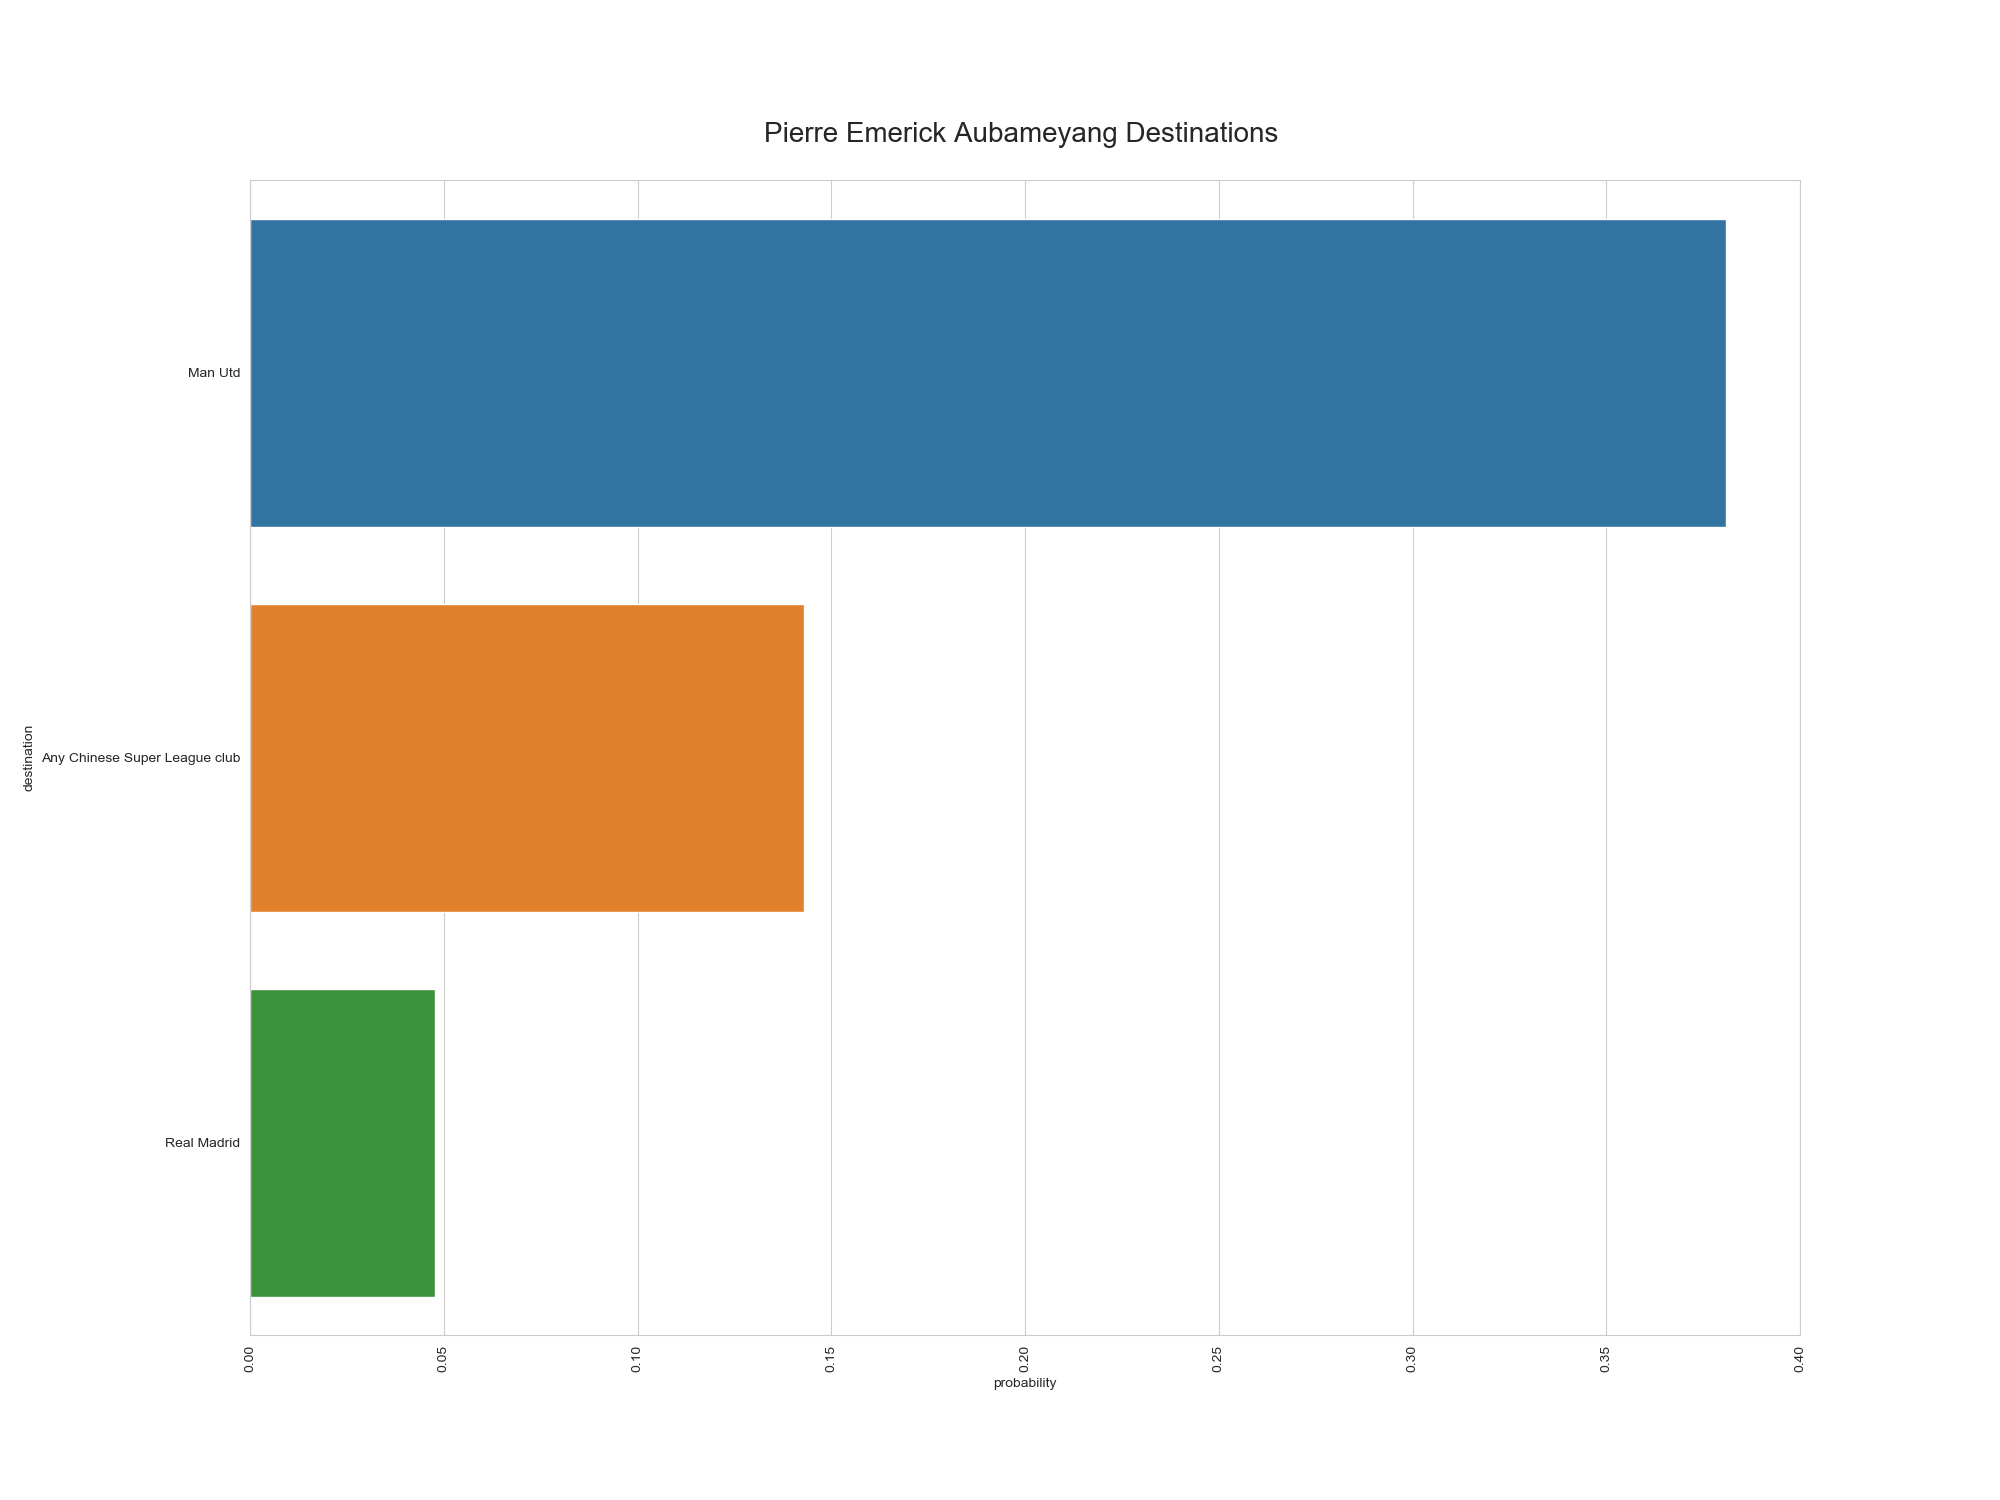 Pierre Emerick Aubameyang Destinations
Man Utd
Any Chinese Super League club
Real Madrid
destination
0.00
0.05
0.10
0.15
0.20
0.25
0.30
0.35
0.40
probability